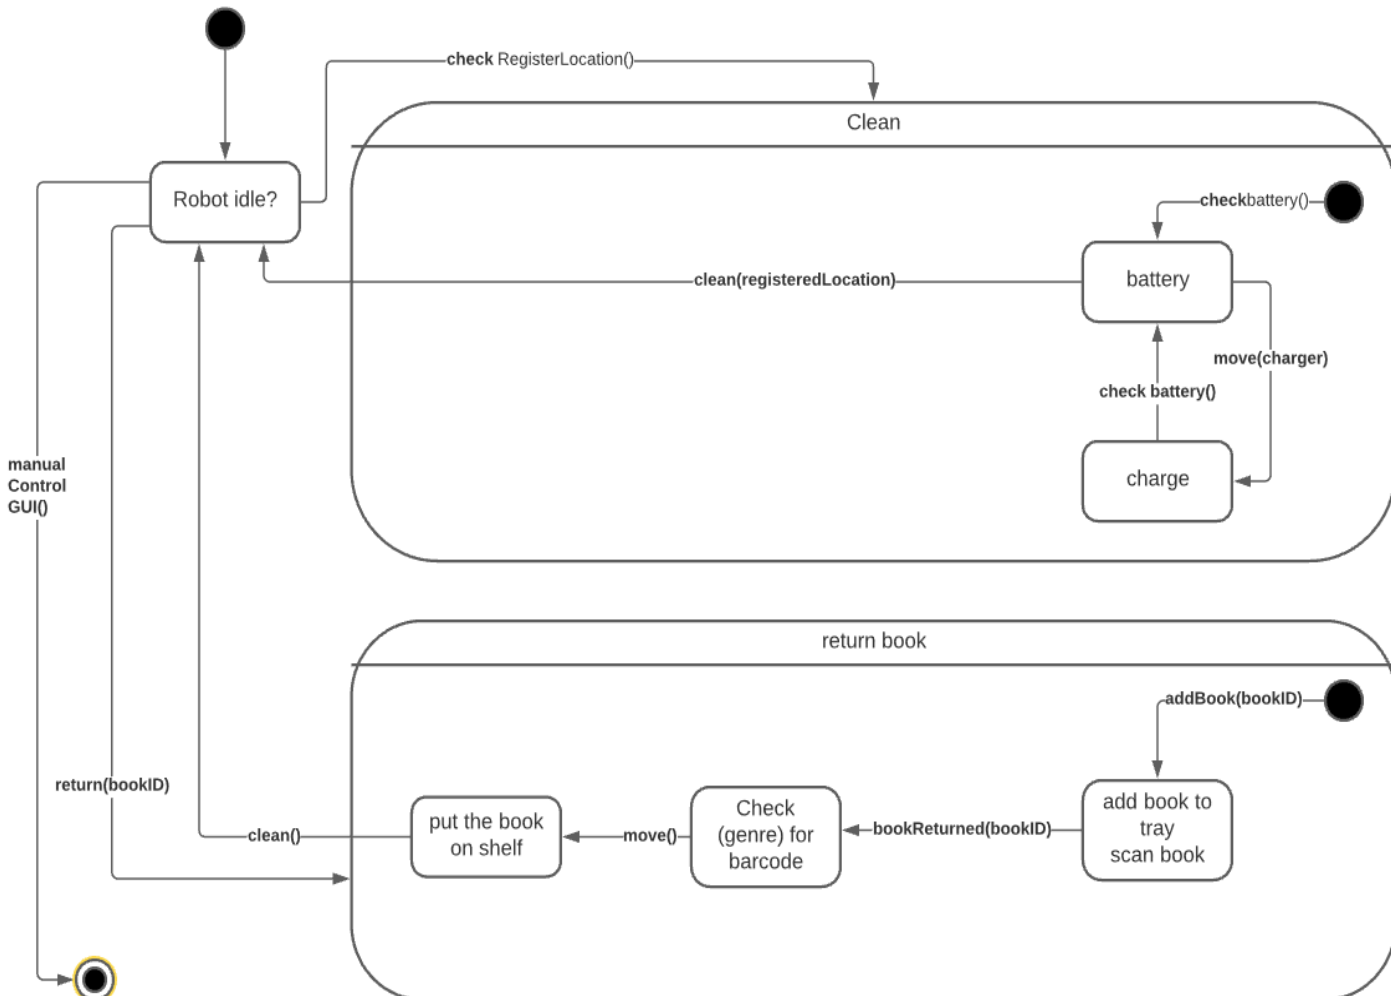 check RegisterLocation()
Clean
Robot idle?
checkbattery()
battery
clean(registeredLocation)
move(charger)
check battery()
charge
manual
Control
GUI()
return book
addBook(bookID)
return(bookID)
add book to
tray
scan book
bookReturned(bookID)
Check
(genre) for
barcode
move()
put the book
on shelf
clean()